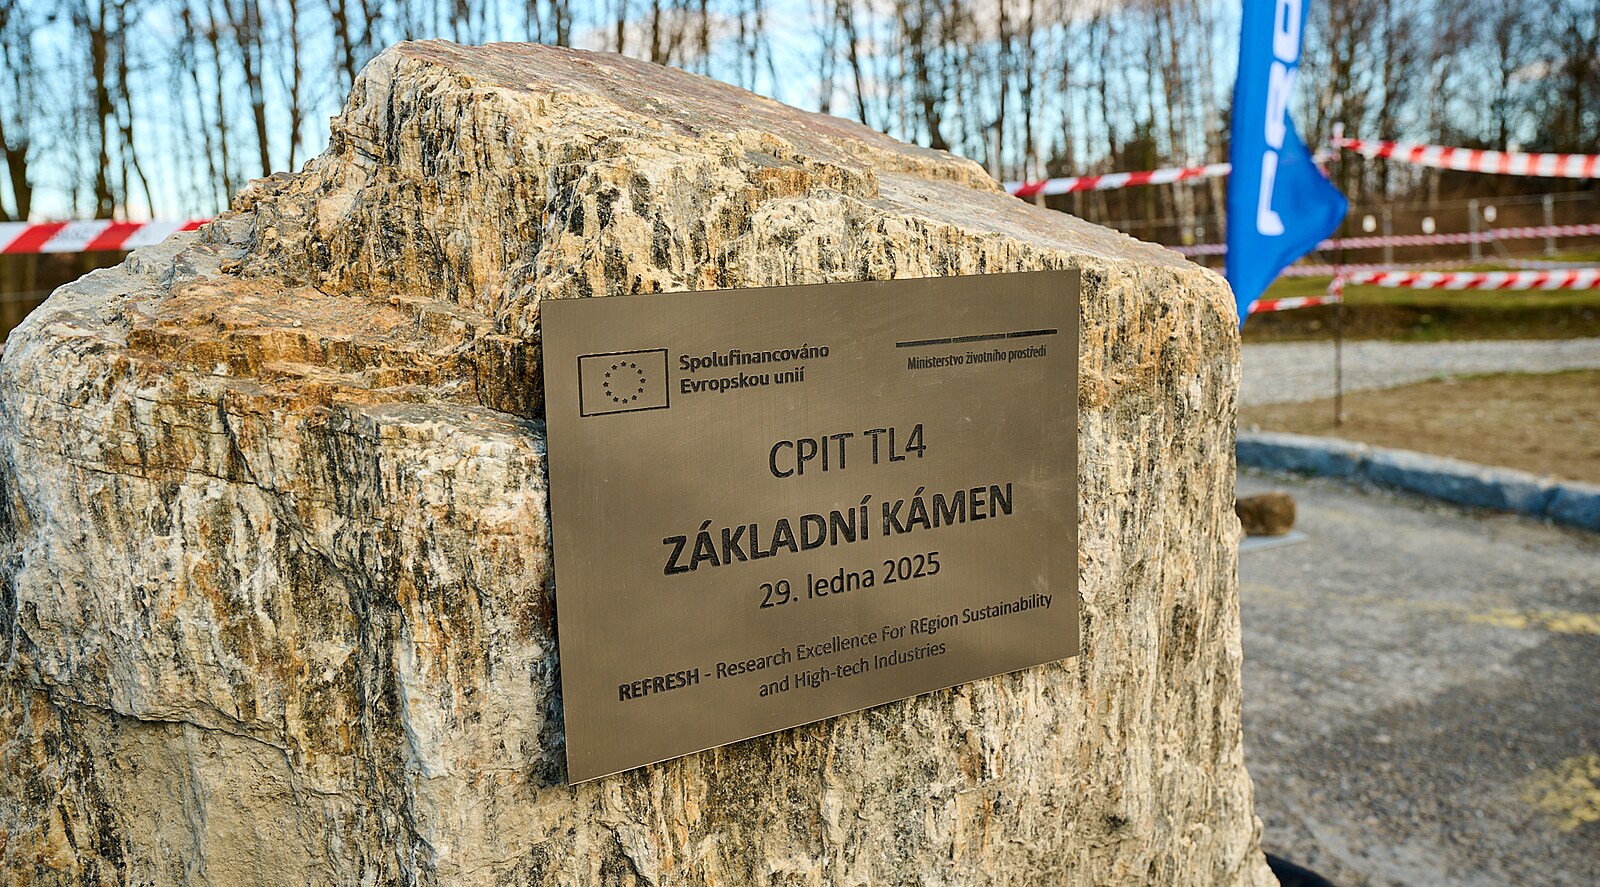 Spolufinancováno
Evropskou unií
Ministerstvo životního prostředí
CPIT TL4
ZÁKLADNÍ KÁMEN
29. ledna 2025
REFRESH - Research Excellence For REgion Sustainability
and High-tech Industries